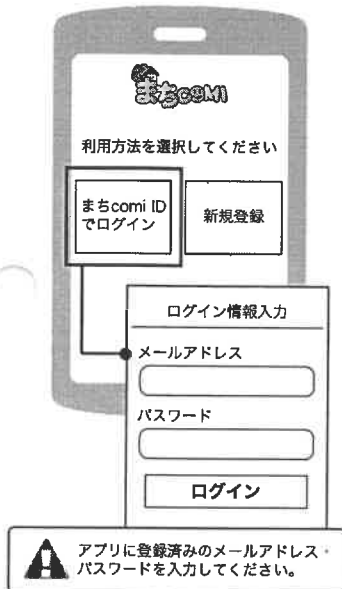 まちcomi
利用方法を選択してください
まちcomi ID
でログイン
新規登録
ログイン情報入力
メールアドレス
パスワード
ログイン
アプリに登録済みのメールアドレス・
パスワードを入力してください。